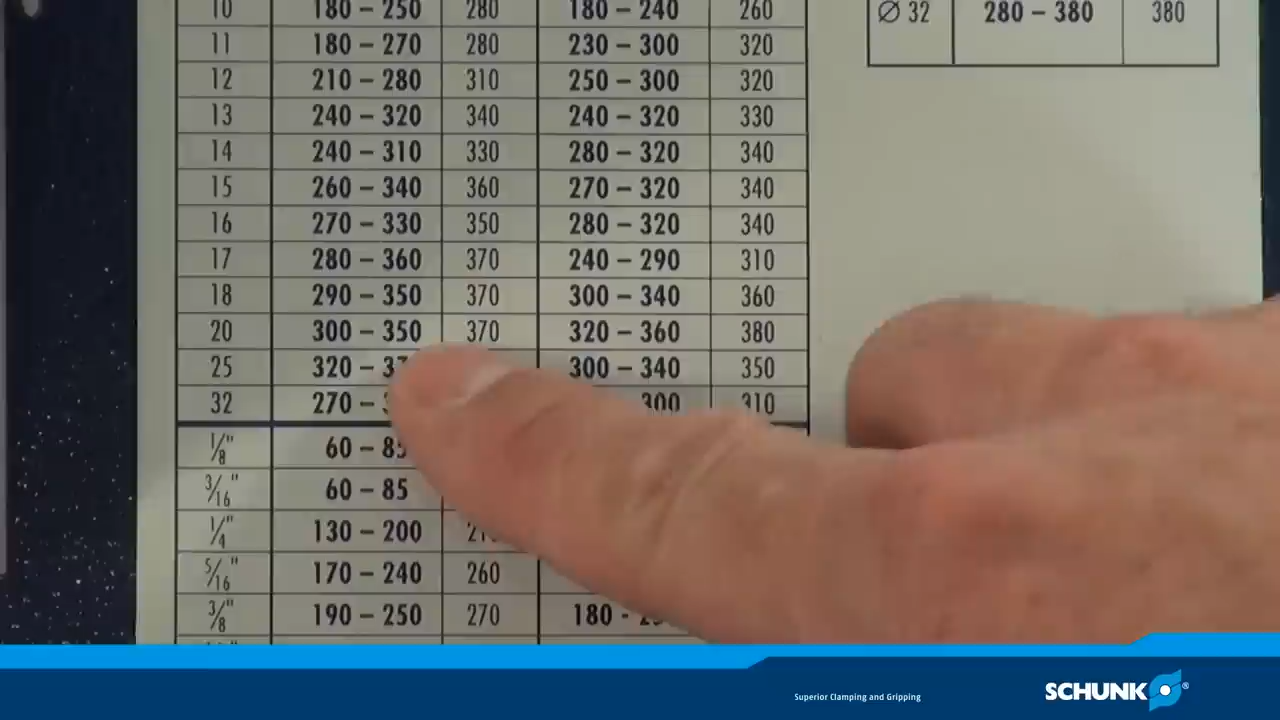 10 180 – 250 280 180 – 240 260
Ø 32 280 – 380 380
11 180 – 270 280 230 – 300 320
12 210 – 280 310 250 – 300 320
13 240 – 320 340 240 – 320 330
14 240 – 310 330 280 – 320 340
15 260 – 340 360 270 – 320 340
16 270 – 330 350 280 – 320 340
17 280 – 360 370 240 – 290 310
18 290 – 350 370 300 – 340 360
20 300 – 350 370 320 – 360 380
25 320 – 300 – 340 350
32 270 – 300 310
1/8" 60 – 85
3/16" 60 – 85
1/4" 130 – 200
5/16" 170 – 240 260
3/8" 190 – 250 270 180 -
Superior Clamping and Gripping
SCHUNK®